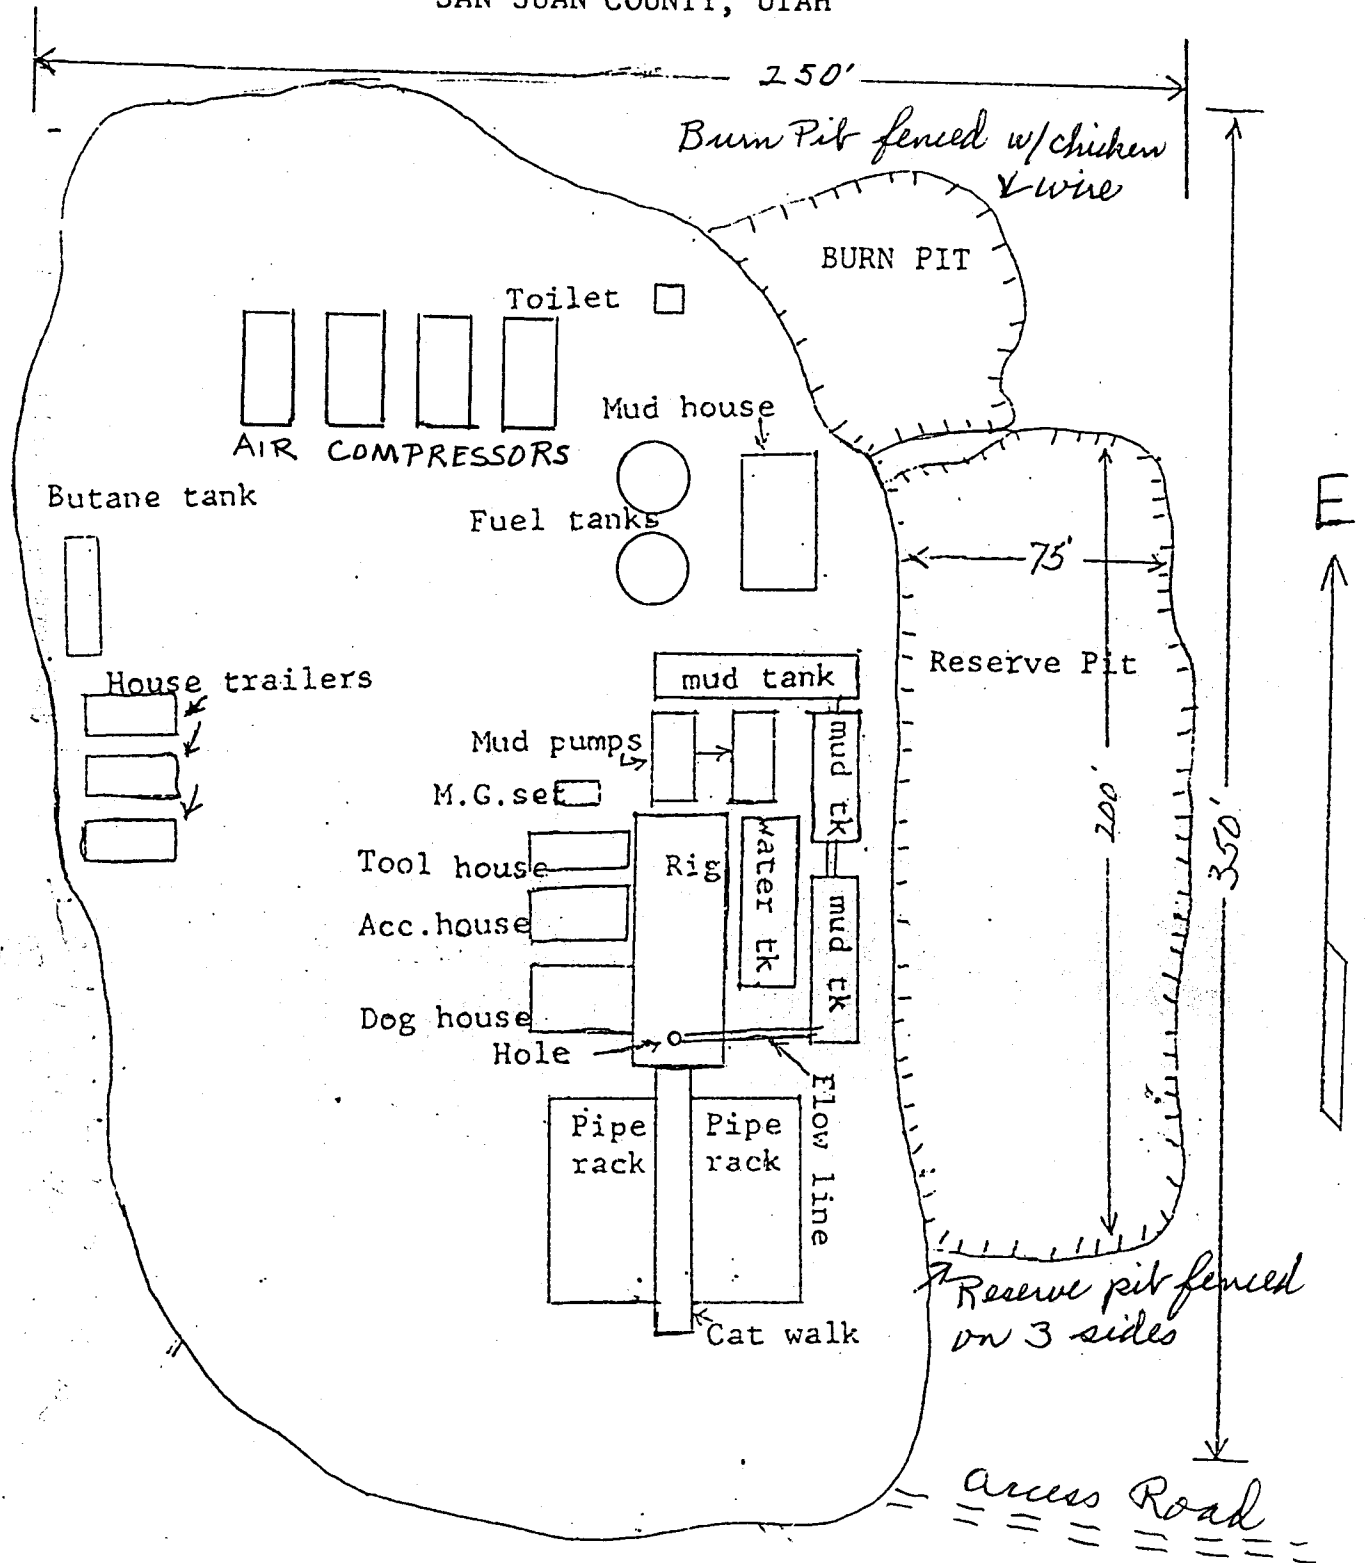 SAN JUAN COUNTY, UTAH
250'
Burn Pit fenced w/chicken
wire
BURN PIT
Toilet
Mud house
AIR COMPRESSORS
Butane tank
Fuel tanks
E
75'
House trailers
mud tank
Reserve Pit
Mud pumps
mud tk
M.G.set
200'
350'
Tool house
Rig
water tk
Acc.house
mud tk
Dog house
Hole
Flow line
Pipe
rack
Pipe
rack
Reserve pit fenced
on 3 sides
Cat walk
access Road